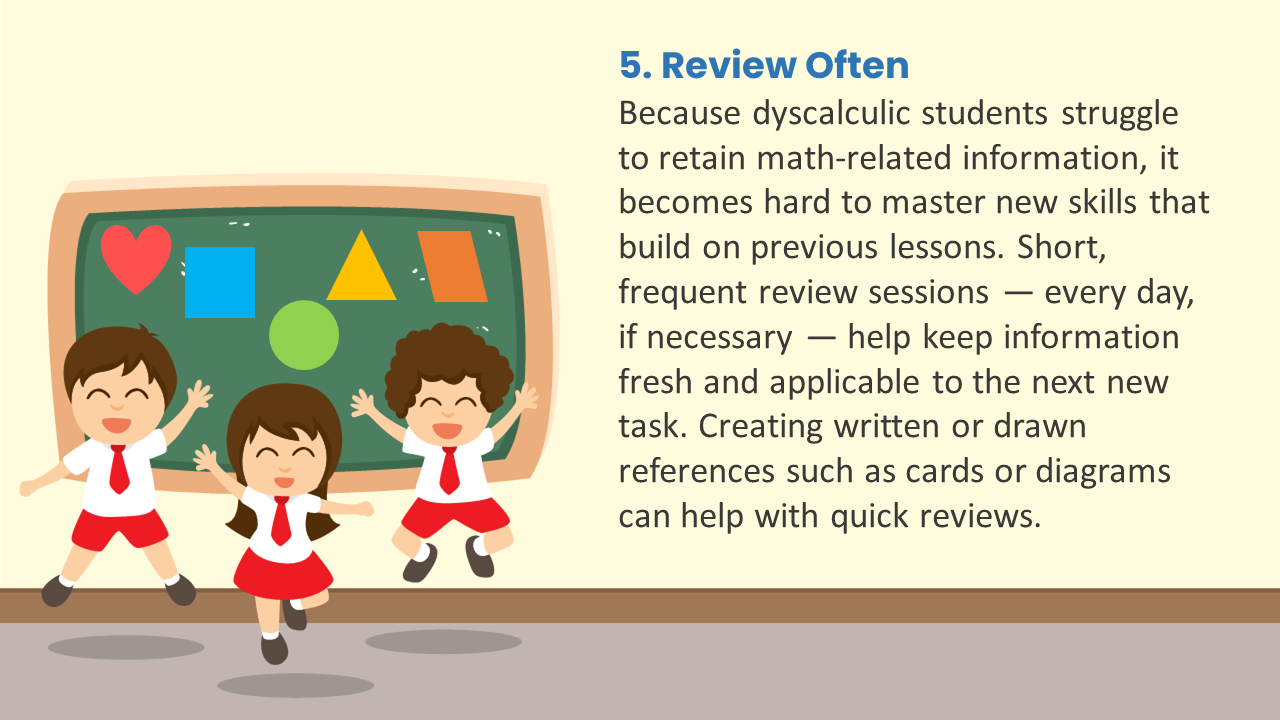 5. Review Often
Because dyscalculic students struggle
to retain math-related information, it
becomes hard to master new skills that
build on previous lessons. Short,
frequent review sessions — every day,
if necessary — help keep information
fresh and applicable to the next new
task. Creating written or drawn
references such as cards or diagrams
can help with quick reviews.